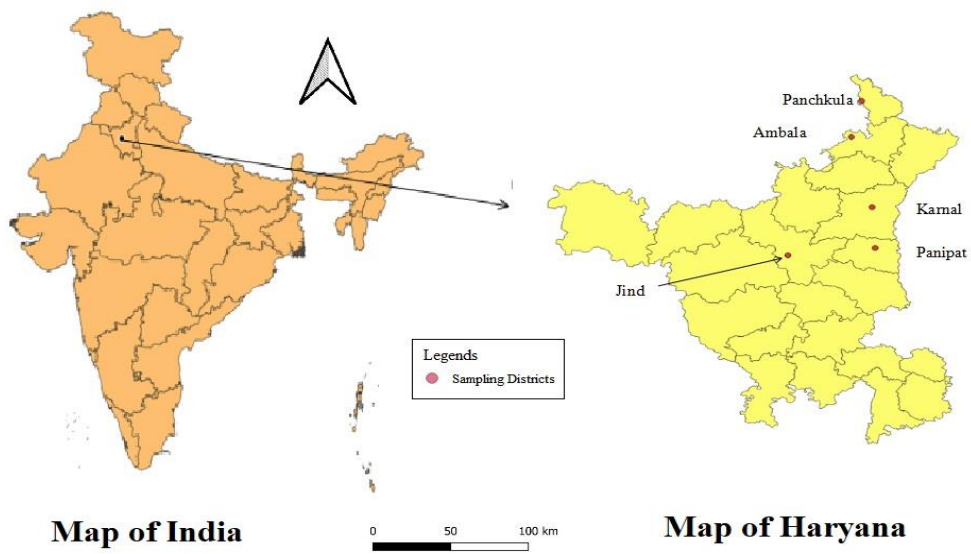 Panchkula
Ambala
Karnal
Panipat
Jind
Legends
Sampling Districts
Map of India
0 50 100 km
Map of Haryana